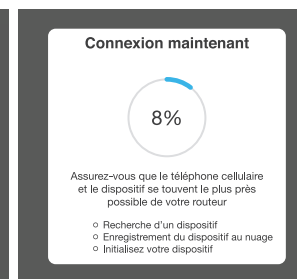 Connexion maintenant
8%
Assurez-vous que le téléphone cellulaire
et le dispositif se touvent le plus près
possible de votre routeur
Recherche d'un dispositif
Enregistrement du dispositif au nuage
Initialisez votre dispositif